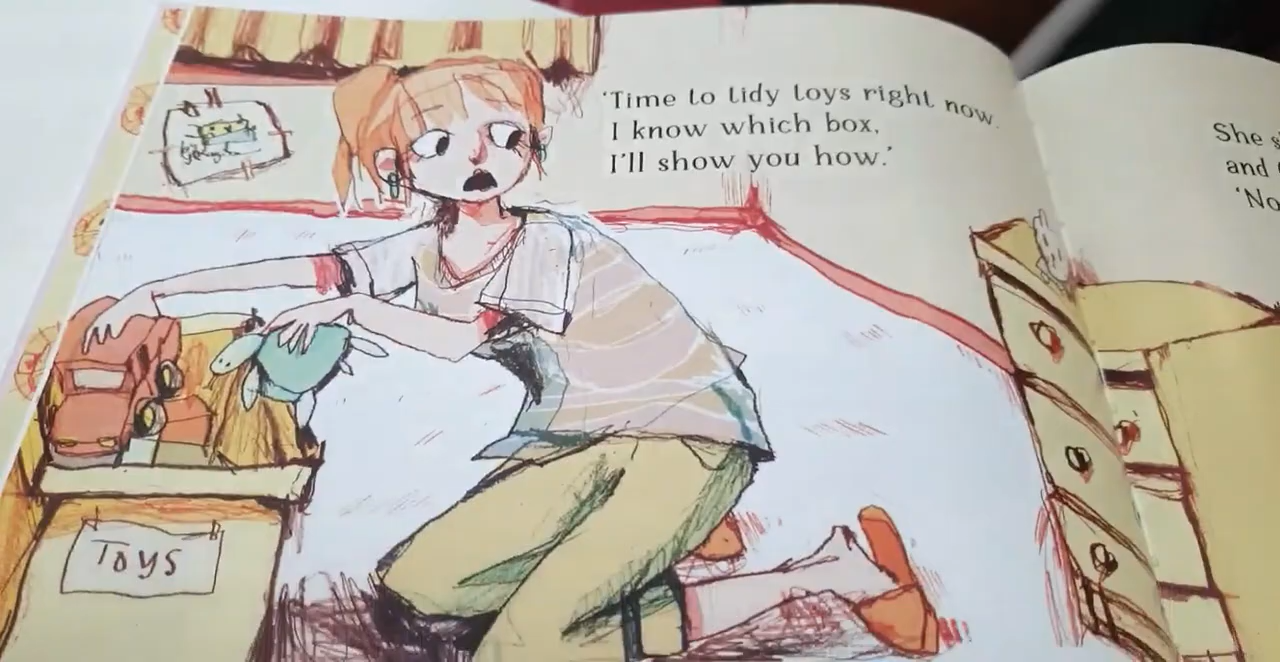 'Time to tidy toys right now.
I know which box,
I'll show you how.'
Toys
She
and
'No